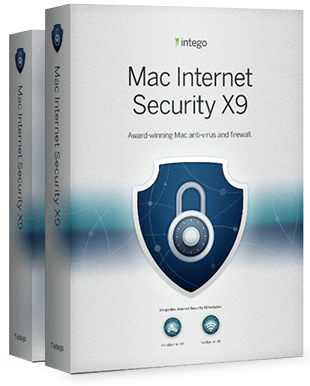 intego
Mac Internet
Security X9
Award-winning Mac anti-virus and firewall.
Mac Internet Security X9
Mac Internet Security X9
intego
intego